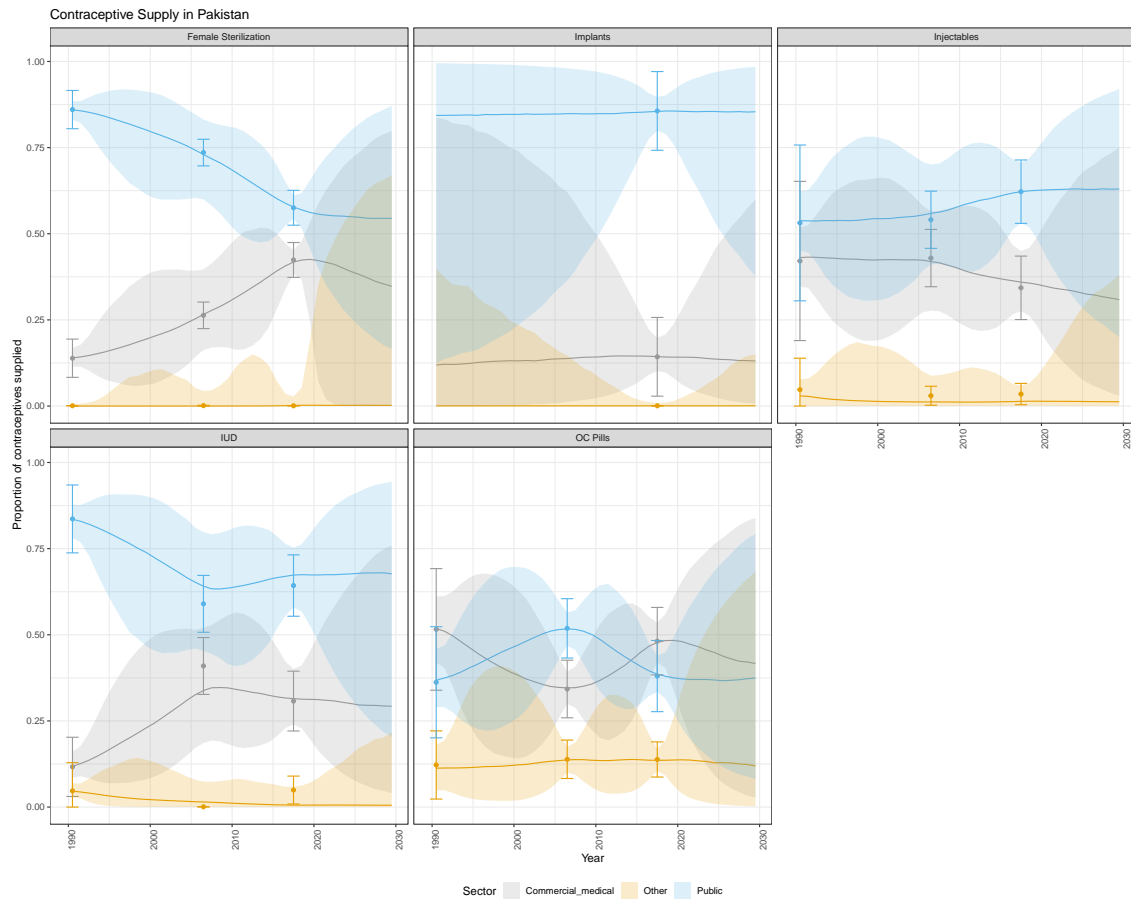 Contraceptive Supply in Pakistan
Female Sterilization
Implants
Injectables
1.00
0.75
0.50
0.25
0.00
1990
2000
2010
2020
2030
IUD
OC Pills
1.00
0.75
0.50
0.25
0.00
1990
2000
2010
2020
2030
1990
2000
2010
2020
2030
Proportion of contraceptives supplied
Year
Sector Commercial_medical Other Public